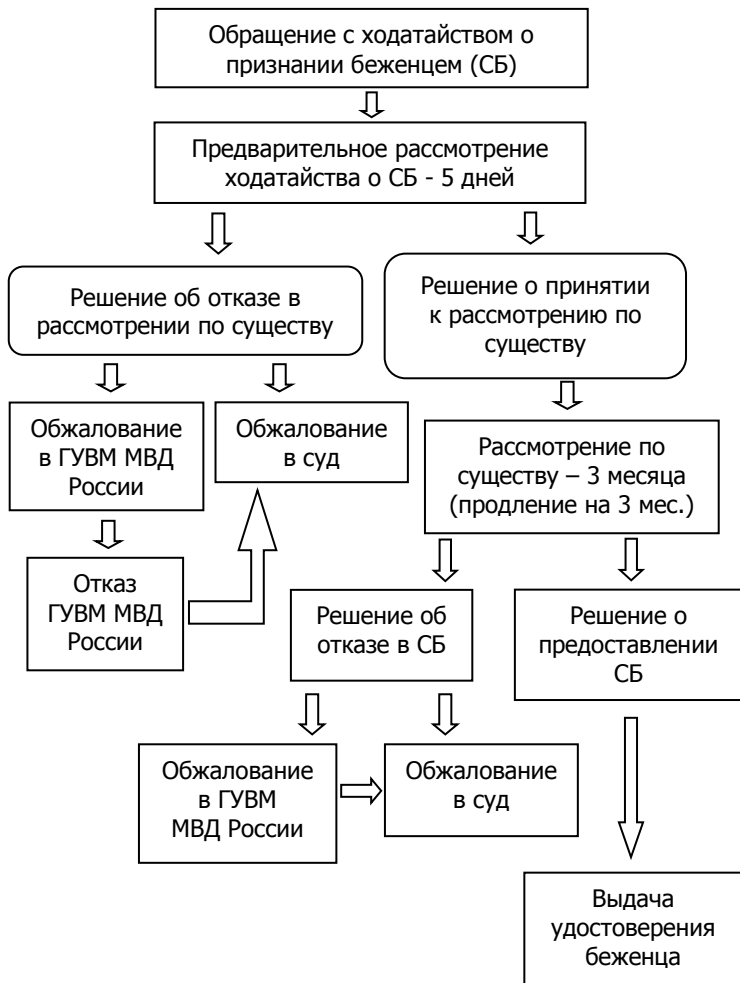 Обращение с ходатайством о
признании беженцем (СБ)
Предварительное рассмотрение
ходатайства о СБ - 5 дней
Решение об отказе в
рассмотрении по существу
Решение о принятии
к рассмотрению по
существу
Обжалование
в ГУВМ МВД
России
Обжалование
в суд
Рассмотрение по
существу – 3 месяца
(продление на 3 мес.)
Отказ
ГУВМ МВД
России
Решение об
отказе в СБ
Решение о
предоставлении
СБ
Обжалование
в ГУВМ
МВД России
Обжалование
в суд
Выдача
удостоверения
беженца